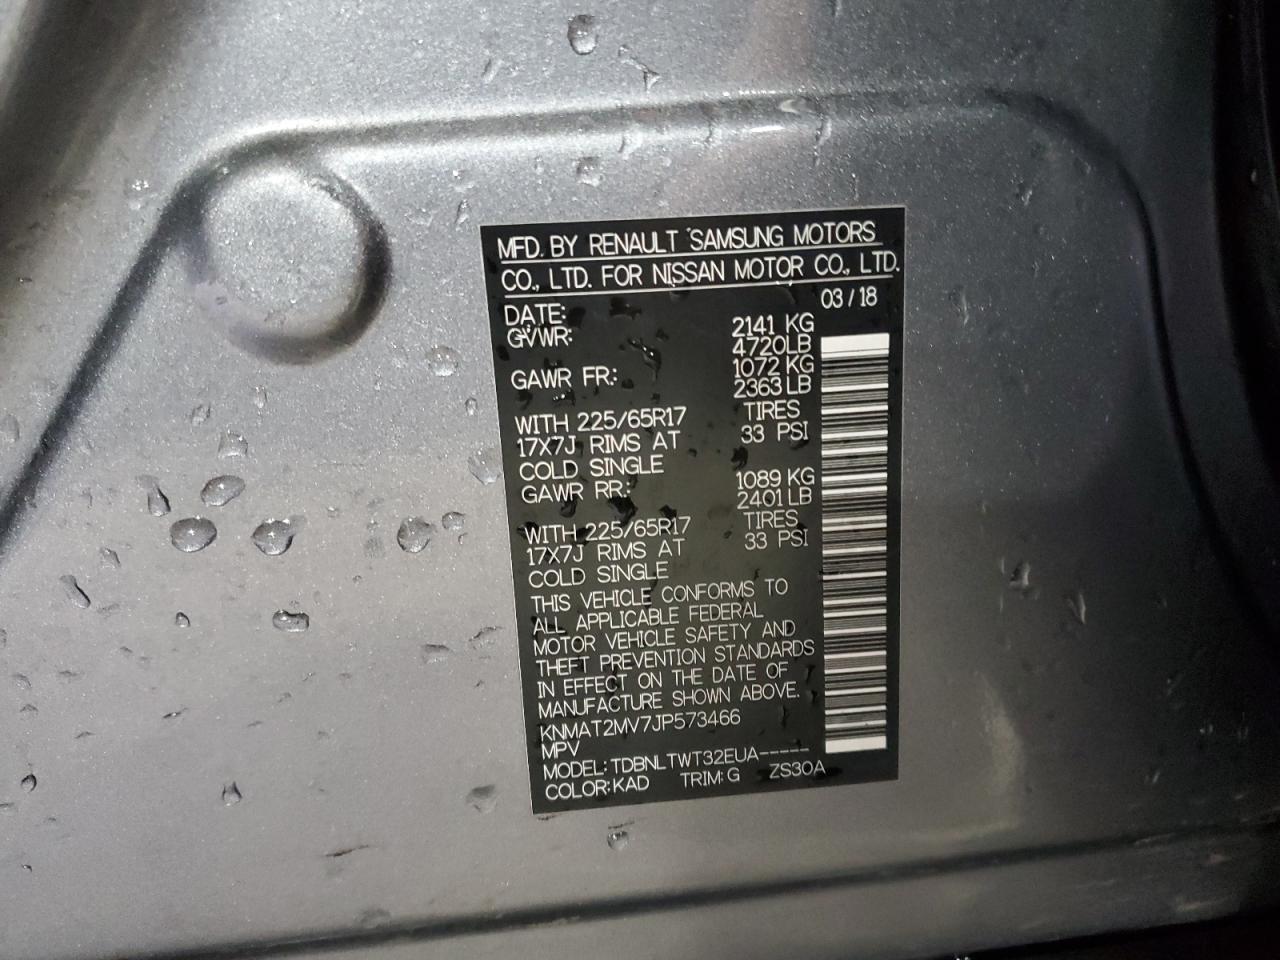 MFD. BY RENAULT SAMSUNG MOTORS
CO., LTD. FOR NISSAN MOTOR CO., LTD.
DATE: 03 / 18
GVWR: 2141 KG
4720LB
GAWR FR.: 1072 KG
2363 LB
WITH 225/65R17 TIRES
17X7J RIMS AT 33 PSI
COLD SINGLE
GAWR RR.: 1089 KG
2401 LB
WITH 225/65R17 TIRES
17X7J RIMS AT 33 PSI
COLD SINGLE
THIS VEHICLE CONFORMS TO
ALL APPLICABLE FEDERAL
MOTOR VEHICLE SAFETY AND
THEFT PREVENTION STANDARDS
IN EFFECT ON THE DATE OF
MANUFACTURE SHOWN ABOVE.
KNMAT2MV7JP573466
MPV
MODEL: TDBNLTWT32EUA-----
COLOR: KAD TRIM: G ZS30A